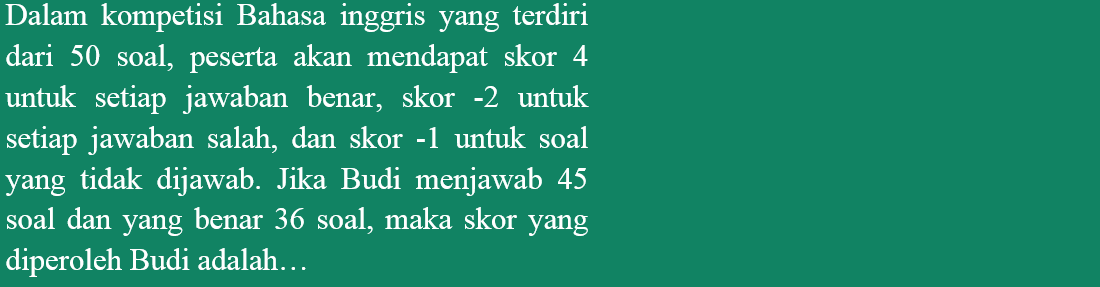 Dalam kompetisi Bahasa inggris yang terdiri
dari 50 soal, peserta akan mendapat skor 4
untuk setiap jawaban benar, skor -2 untuk
setiap jawaban salah, dan skor -1 untuk soal
yang tidak dijawab. Jika Budi menjawab 45
soal dan yang benar 36 soal, maka skor yang
diperoleh Budi adalah…